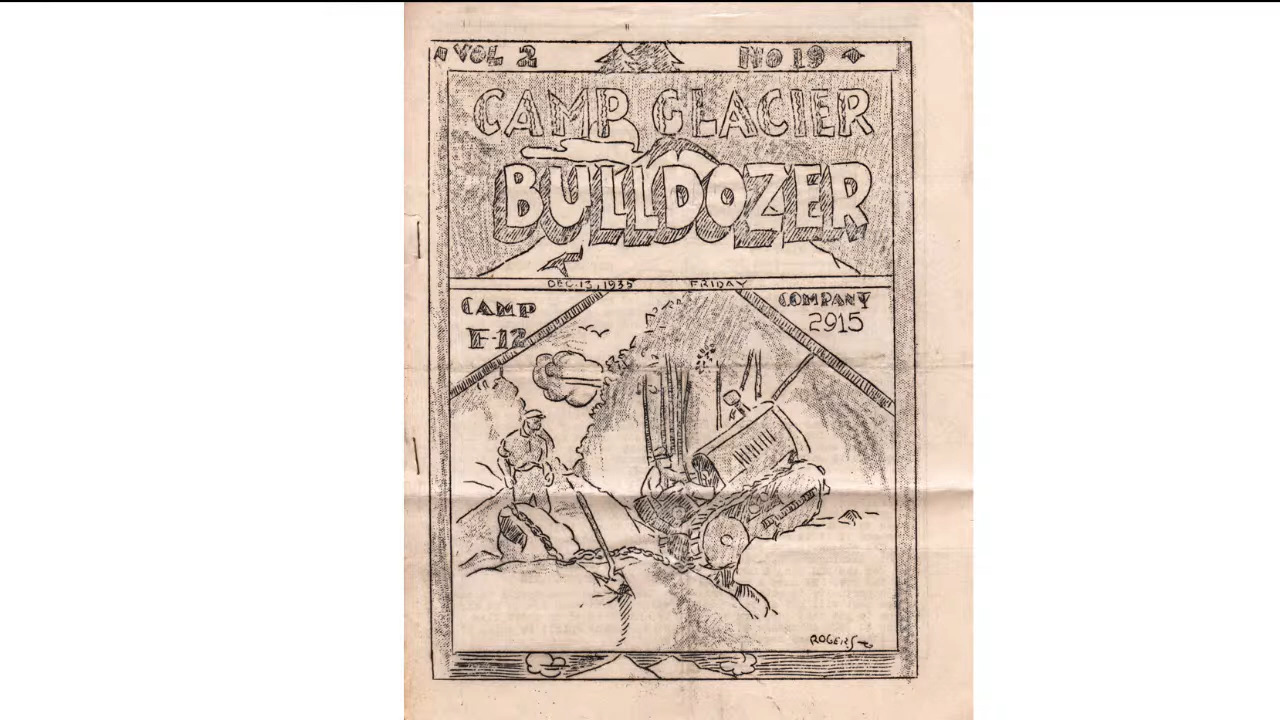 VOL 2 NO 19
CAMP GLACIER
BULLDOZER
DEC. 13, 1935 FRIDAY
CAMP
F-12
COMPANY
2915
ROGERS